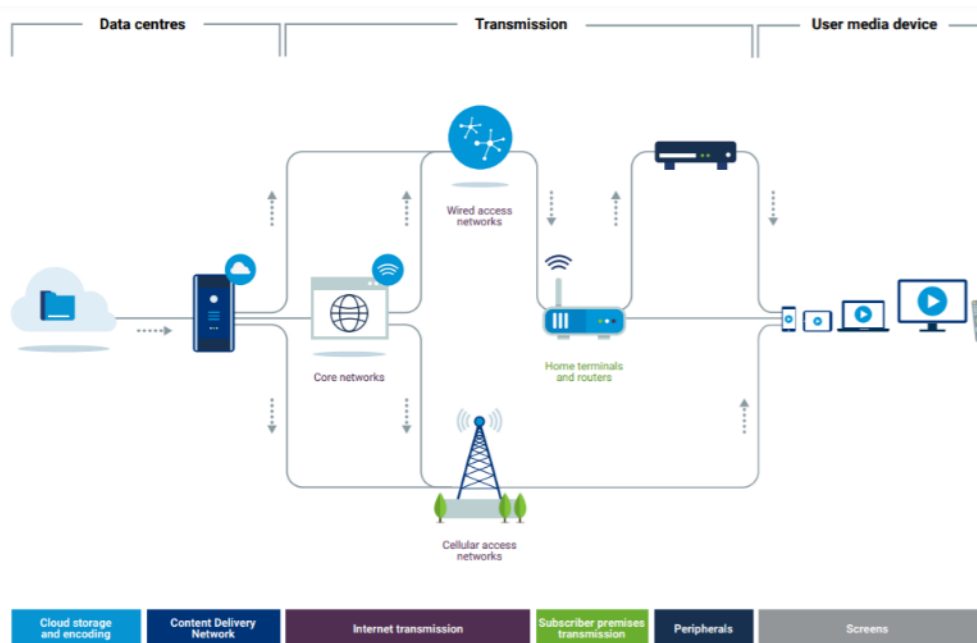 Data centres
Transmission
User media device
Wired access
networks
Core networks
Home terminals
and routers
Cellular access
networks
Cloud storage
and encoding
Content Delivery
Network
Internet transmission
Subscriber premises
transmission
Peripherals
Screens